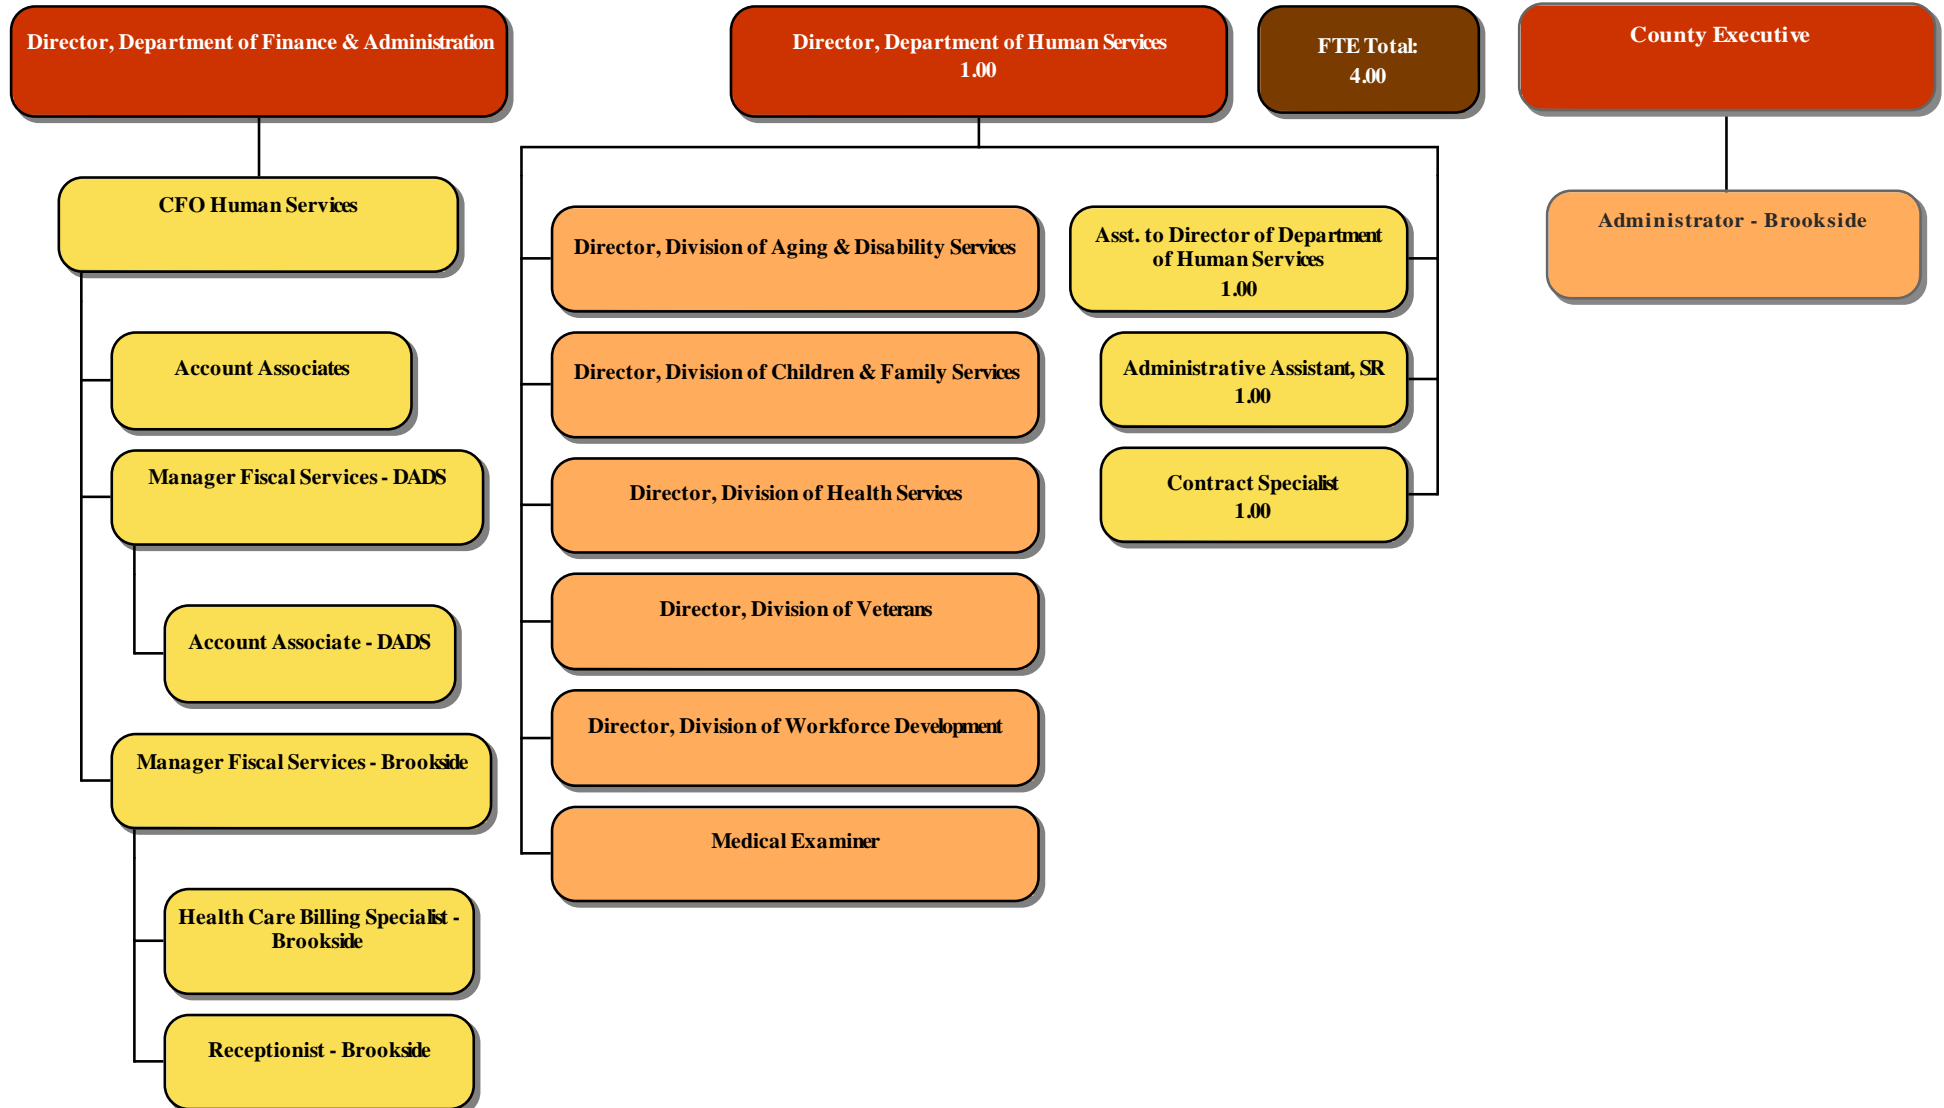 Director, Department of Finance & Administration
CFO Human Services
Account Associates
Manager Fiscal Services - DADS
Account Associate - DADS
Manager Fiscal Services - Brookside
Health Care Billing Specialist -
Brookside
Receptionist - Brookside
Director, Department of Human Services
1.00
Director, Division of Aging & Disability Services
Director, Division of Children & Family Services
Director, Division of Health Services
Director, Division of Veterans
Director, Division of Workforce Development
Medical Examiner
Asst. to Director of Department
of Human Services
1.00
Administrative Assistant, SR
1.00
Contract Specialist
1.00
FTE Total:
4.00
County Executive
Administrator - Brookside